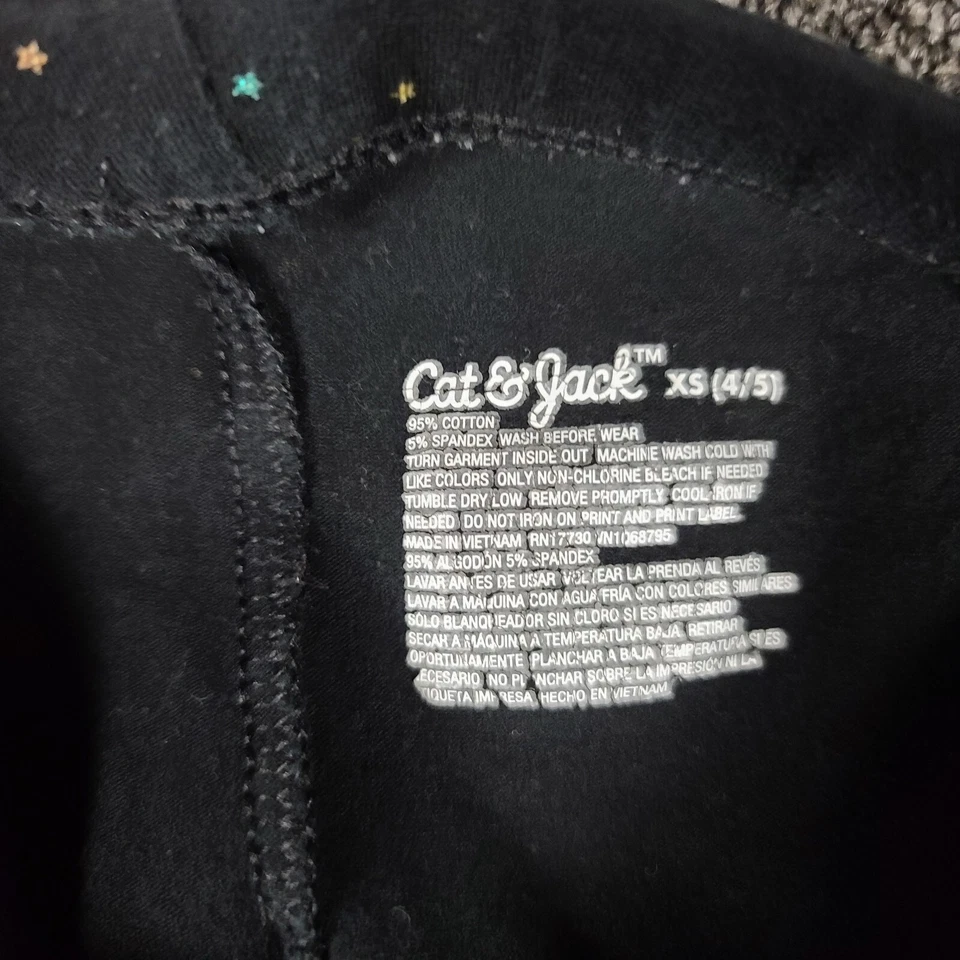 Cat & Jack™ XS (4/5)
95% COTTON
5% SPANDEX WASH BEFORE WEAR
TURN GARMENT INSIDE OUT MACHINE WASH COLD WITH
LIKE COLORS ONLY NON-CHLORINE BLEACH IF NEEDED
TUMBLE DRY LOW REMOVE PROMPTLY COOL IRON IF
NEEDED DO NOT IRON ON PRINT AND PRINT LABEL
MADE IN VIETNAM RN17730 VN1068795
95% ALGODÓN 5% SPANDEX
LAVAR ANTES DE USAR VOLTEAR LA PRENDA AL REVÉS
LAVAR A MÁQUINA CON AGUA FRÍA CON COLORES SIMILARES
SÓLO BLANQUEADOR SIN CLORO SI ES NECESARIO
SECAR A MÁQUINA A TEMPERATURA BAJA RETIRAR
OPORTUNAMENTE PLANCHAR A BAJA TEMPERATURA SI ES
NECESARIO NO PLANCHAR SOBRE LA IMPRESIÓN NI LA
ETIQUETA IMPRESA HECHO EN VIETNAM